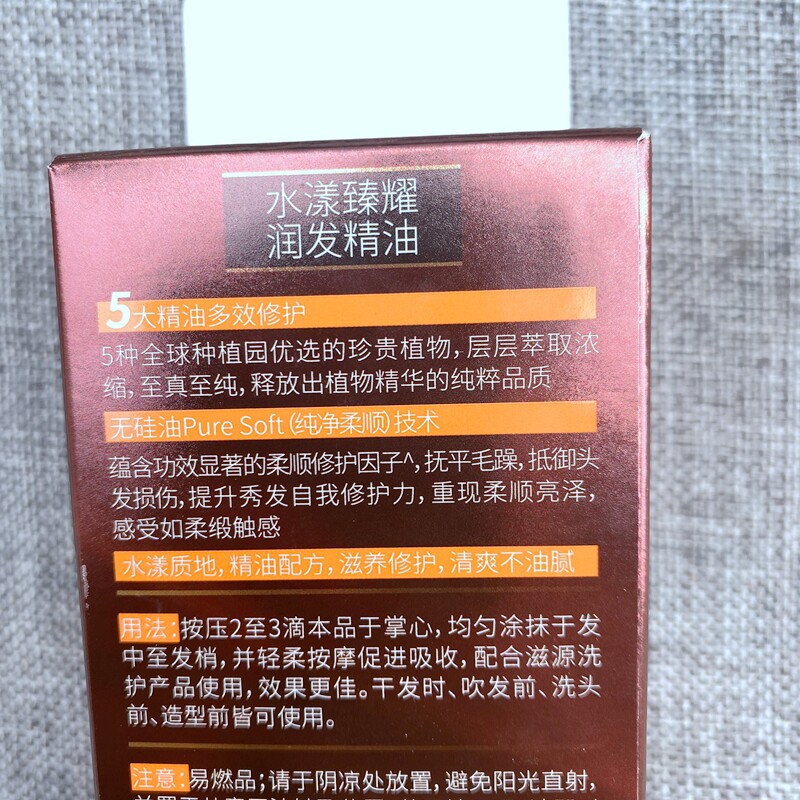 水漾臻耀
润发精油
5大精油多效修护
5种全球种植园优选的珍贵植物,层层萃取浓
缩,至真至纯,释放出植物精华的纯粹品质
无硅油Pure Soft(纯净柔顺)技术
蕴含功效显著的柔顺修护因子^,抚平毛躁,抵御头
发损伤,提升秀发自我修护力,重现柔顺亮泽,
感受如柔缎触感
水漾质地,精油配方,滋养修护,清爽不油腻
用法:按压2至3滴本品于掌心,均匀涂抹于发
中至发梢,并轻柔按摩促进吸收,配合滋源洗
护产品使用,效果更佳。干发时、吹发前、洗头
前、造型前皆可使用。
注意:易燃品;请于阴凉处放置,避免阳光直射,